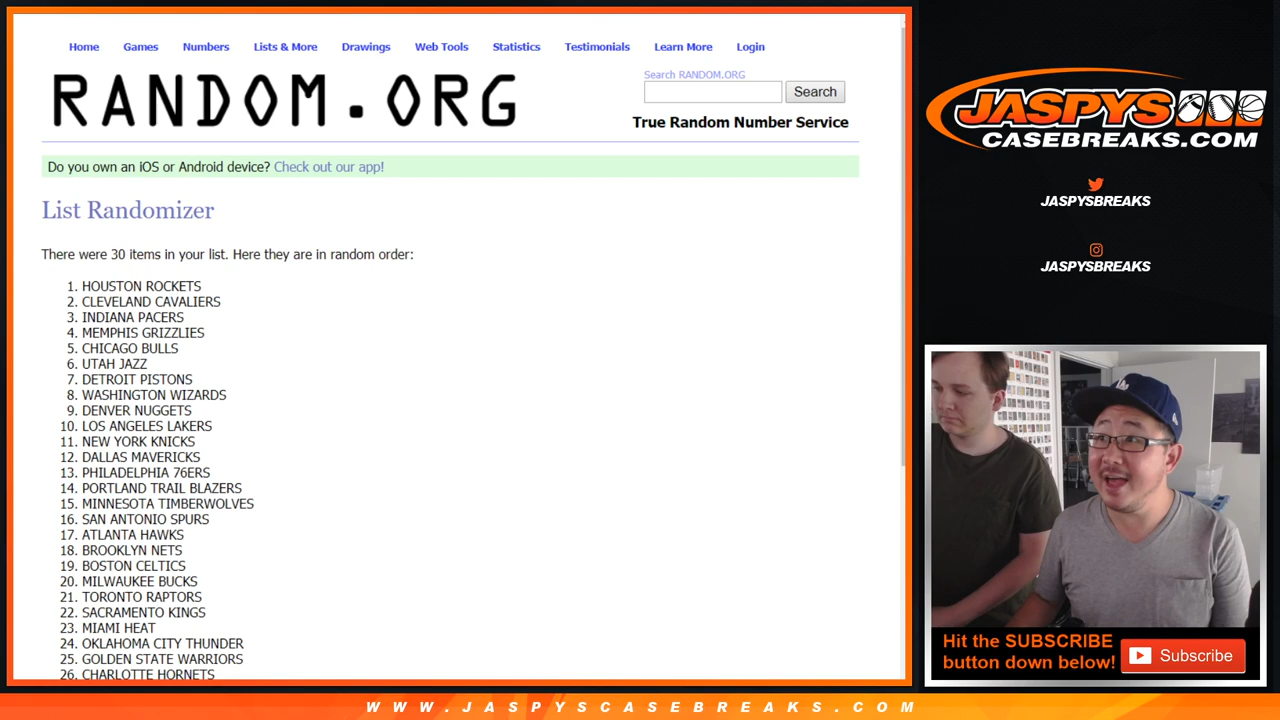 Home Games Numbers Lists & More Drawings Web Tools Statistics Testimonials Learn More Login
RANDOM.ORG
Search RANDOM.ORG
Search
True Random Number Service
Do you own an iOS or Android device? Check out our app!
List Randomizer
There were 30 items in your list. Here they are in random order:
1. HOUSTON ROCKETS
2. CLEVELAND CAVALIERS
3. INDIANA PACERS
4. MEMPHIS GRIZZLIES
5. CHICAGO BULLS
6. UTAH JAZZ
7. DETROIT PISTONS
8. WASHINGTON WIZARDS
9. DENVER NUGGETS
10. LOS ANGELES LAKERS
11. NEW YORK KNICKS
12. DALLAS MAVERICKS
13. PHILADELPHIA 76ERS
14. PORTLAND TRAIL BLAZERS
15. MINNESOTA TIMBERWOLVES
16. SAN ANTONIO SPURS
17. ATLANTA HAWKS
18. BROOKLYN NETS
19. BOSTON CELTICS
20. MILWAUKEE BUCKS
21. TORONTO RAPTORS
22. SACRAMENTO KINGS
23. MIAMI HEAT
24. OKLAHOMA CITY THUNDER
25. GOLDEN STATE WARRIORS
26. CHARLOTTE HORNETS
JASPYS
CASEBREAKS.COM
JASPYSBREAKS
JASPYSBREAKS
LA
Hit the SUBSCRIBE
button down below!
Subscribe
WWW.JASPYSCASEBREAKS.COM